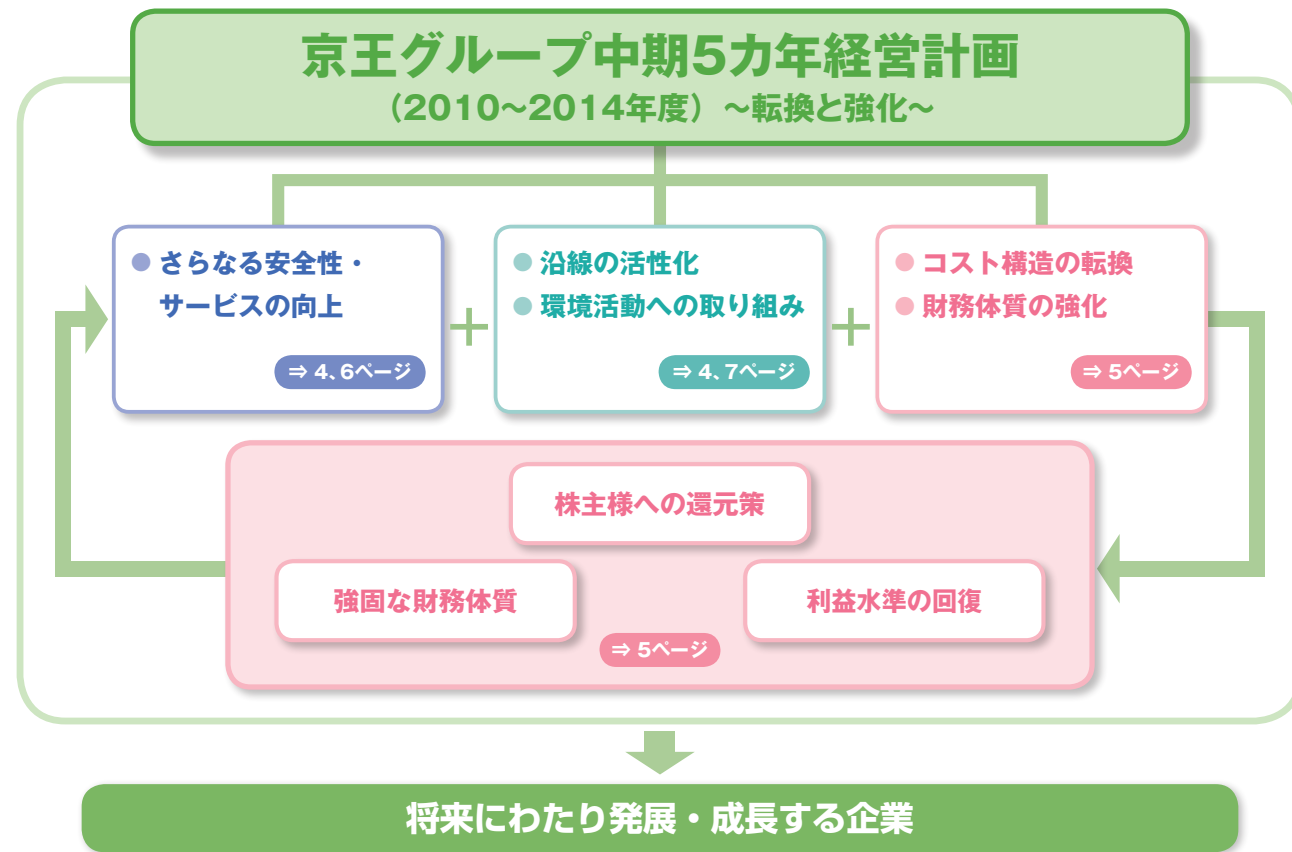 京王グループ中期5カ年経営計画
（2010〜2014年度）〜転換と強化〜
● さらなる安全性・
サービスの向上
⇒ 4、6ページ
＋
● 沿線の活性化
● 環境活動への取り組み
⇒ 4、7ページ
＋
● コスト構造の転換
● 財務体質の強化
⇒ 5ページ
株主様への還元策
強固な財務体質
利益水準の回復
⇒ 5ページ
将来にわたり発展・成長する企業